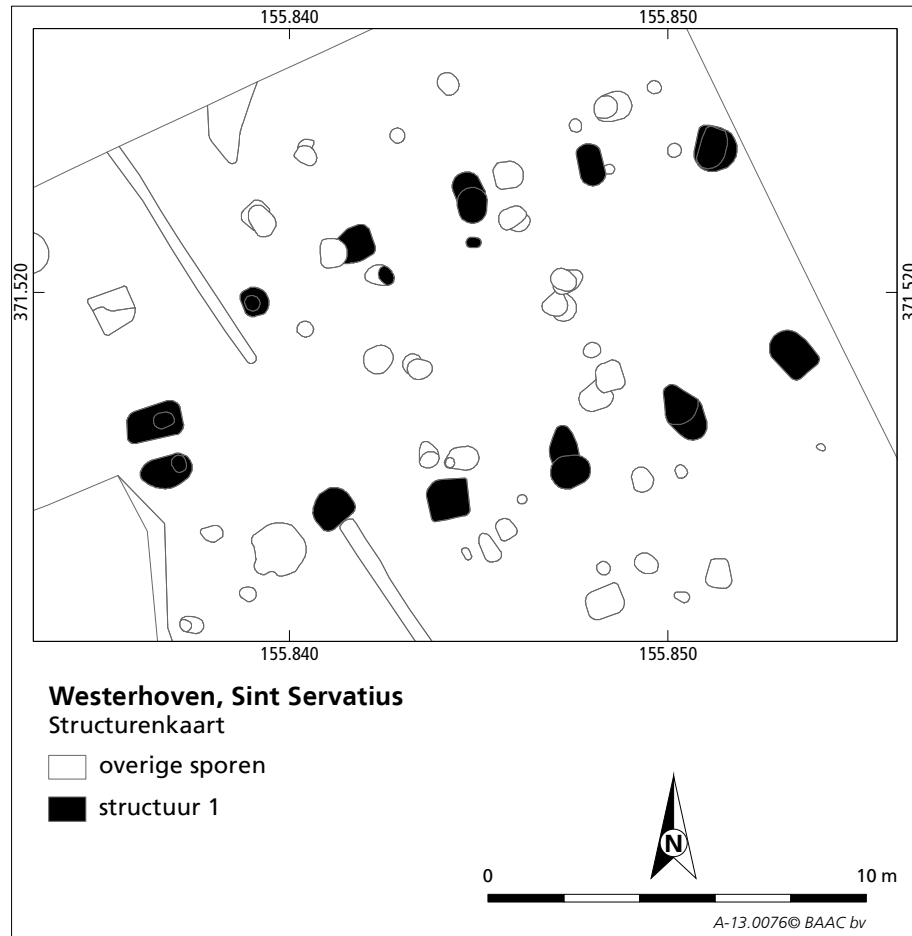 155.840 155.850
371.520 371.520
155.840 155.850
Westerhoven, Sint Servatius
Structurenkaart
overige sporen
structuur 1
N
0 10 m
A-13.0076© BAAC bv